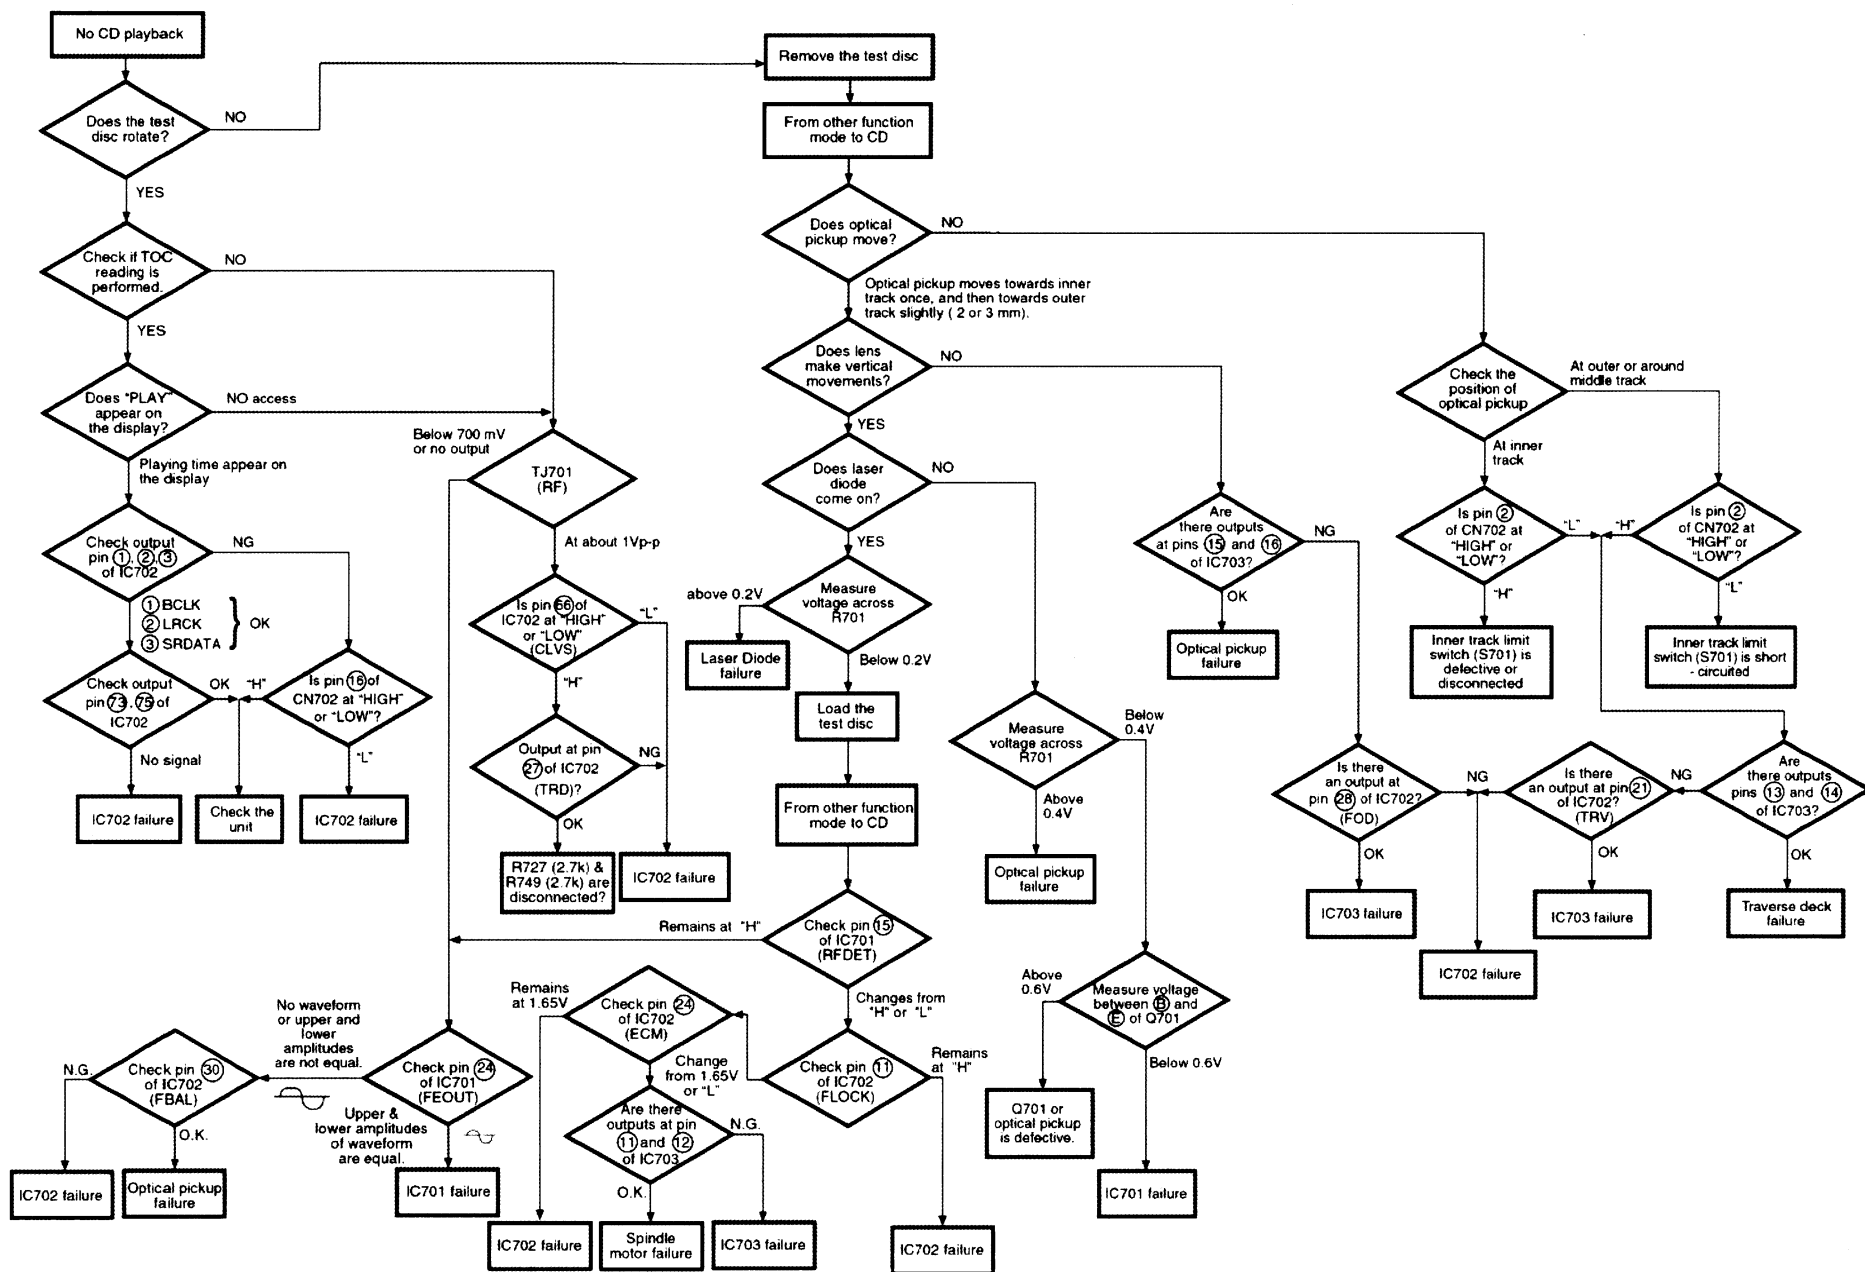 No CD playback
Does the test
disc rotate?
NO
YES
Check if TOC
reading is
performed.
NO
YES
Does "PLAY"
appear on
the display?
NO access
Playing time appear on
the display
Check output
pin ①, ②, ③
of IC702
NG
① BCLK
② LRCK
③ SRDATA
OK
Check output
pin 73, 75 of
IC702
OK
"H"
Is pin 16 of
CN702 at "HIGH"
or "LOW"?
No signal
"L"
IC702 failure
Check the
unit
IC702 failure
Below 700 mV
or no output
TJ701
(RF)
At about 1Vp-p
Is pin 66 of
IC702 at "HIGH"
or "LOW"
(CLVS)
"L"
"H"
Output at pin
27 of IC702
(TRD)?
NG
OK
R727 (2.7k) &
R749 (2.7k) are
disconnected?
IC702 failure
Remove the test disc
From other function
mode to CD
Does optical
pickup move?
NO
Optical pickup moves towards inner
track once, and then towards outer
track slightly ( 2 or 3 mm).
Does lens
make vertical
movements?
NO
YES
Does laser
diode
come on?
NO
YES
Measure
voltage across
R701
above 0.2V
Laser Diode
failure
Below 0.2V
Load the
test disc
From other function
mode to CD
Check pin 15
of IC701
(RFDET)
Remains at "H"
Changes from
"H" or "L"
Check pin 11
of IC702
(FLOCK)
Remains
at "H"
IC702 failure
Check pin 24
of IC702
(ECM)
Remains
at 1.65V
Change
from 1.65V
or "L"
Are there
outputs at pin
11 and 12
of IC703
N.G.
O.K.
IC702 failure
Spindle
motor failure
IC703 failure
Check pin 24
of IC701
(FEOUT)
No waveform
or upper and
lower
amplitudes
are not equal.
Upper &
lower amplitudes
of waveform
are equal.
IC701 failure
Check pin 30
of IC702
(FBAL)
N.G.
O.K.
IC702 failure
Optical pickup
failure
Measure
voltage across
R701
Below
0.4V
Above
0.4V
Optical pickup
failure
Measure voltage
between B and
E of Q701
Above
0.6V
Below 0.6V
Q701 or
optical pickup
is defective.
IC701 failure
Are
there outputs
at pins 15 and 16
of IC703?
NG
OK
Optical pickup
failure
Is there
an output at
pin 28 of IC702?
(FOD)
NG
OK
IC703 failure
IC702 failure
Check the
position of
optical pickup
At outer or around
middle track
At inner
track
Is pin 2
of CN702 at
"HIGH" or
"LOW"?
"L"
"H"
Inner track limit
switch (S701) is
defective or
disconnected
Is pin 2
of CN702 at
"HIGH" or
"LOW"?
"H"
"L"
Inner track limit
switch (S701) is short
- circuited
Are
there outputs
pins 13 and 14
of IC703?
NG
OK
Traverse deck
failure
Is there
an output at pin 21
of IC702?
(TRV)
NG
OK
IC703 failure